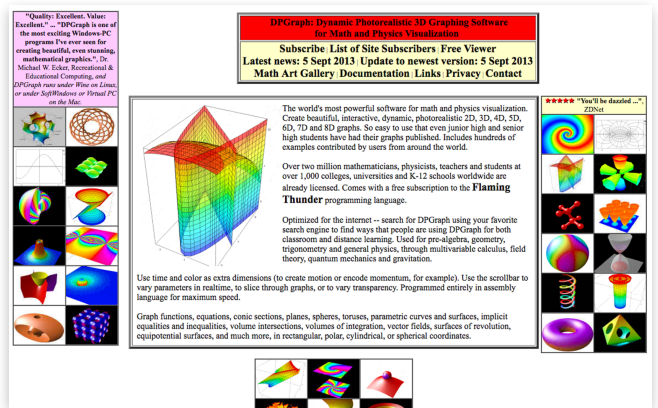 "Quality: Excellent. Value:
Excellent." ... "DPGraph is one of
the most exciting Windows-PC
programs I've ever seen for
creating beautiful, even stunning,
mathematical graphics.", Dr.
Michael W. Ecker, Recreational &
Educational Computing, and
DPGraph runs under Wine on Linux,
or under SoftWindows or Virtual PC
on the Mac.
DPGraph: Dynamic Photorealistic 3D Graphing Software
for Math and Physics Visualization
Subscribe | List of Site Subscribers | Free Viewer
Latest news: 5 Sept 2013 | Update to newest version: 5 Sept 2013
Math Art Gallery | Documentation | Links | Privacy | Contact
The world's most powerful software for math and physics visualization.
Create beautiful, interactive, dynamic, photorealistic 2D, 3D, 4D, 5D,
6D, 7D and 8D graphs. So easy to use that even junior high and senior
high students have had their graphs published. Includes hundreds of
examples contributed by users from around the world.
Over two million mathematicians, physicists, teachers and students at
over 1,000 colleges, universities and K-12 schools worldwide are
already licensed. Comes with a free subscription to the Flaming
Thunder programming language.
Optimized for the internet -- search for DPGraph using your favorite
search engine to find ways that people are using DPGraph for both
classroom and distance learning. Used for pre-algebra, geometry,
trigonometry and general physics, through multivariable calculus, field
theory, quantum mechanics and gravitation.
Use time and color as extra dimensions (to create motion or encode momentum, for example). Use the scrollbar to
vary parameters in realtime, to slice through graphs, or to vary transparency. Programmed entirely in assembly
language for maximum speed.
Graph functions, equations, conic sections, planes, spheres, toruses, parametric curves and surfaces, implicit
equalities and inequalities, volume intersections, volumes of integration, vector fields, surfaces of revolution,
equipotential surfaces, and much more, in rectangular, polar, cylindrical, or spherical coordinates.
★★★★★ "You'll be dazzled ...",
ZDNet